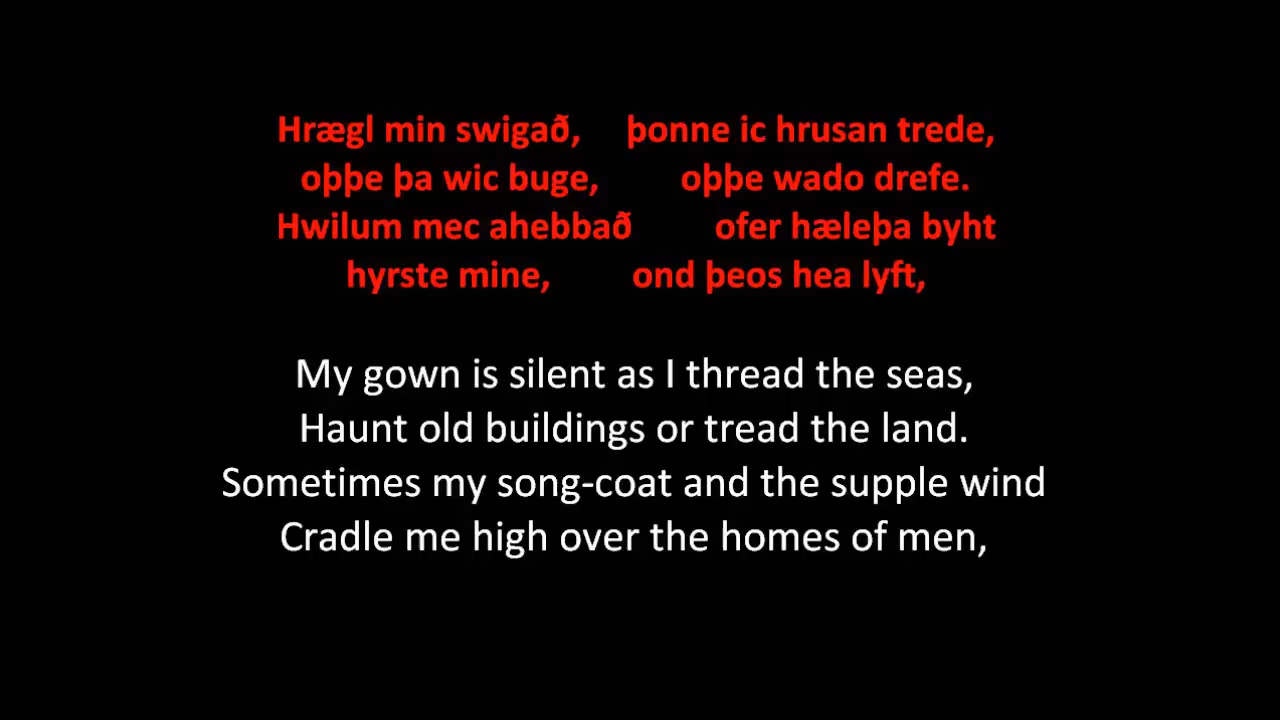 Hrægl min swigað, þonne ic hrusan trede,
oþþe þa wic buge, oþþe wado drefe.
Hwilum mec ahebbað ofer hæleþa byht
hyrste mine, ond þeos hea lyft,
My gown is silent as I thread the seas,
Haunt old buildings or tread the land.
Sometimes my song-coat and the supple wind
Cradle me high over the homes of men,